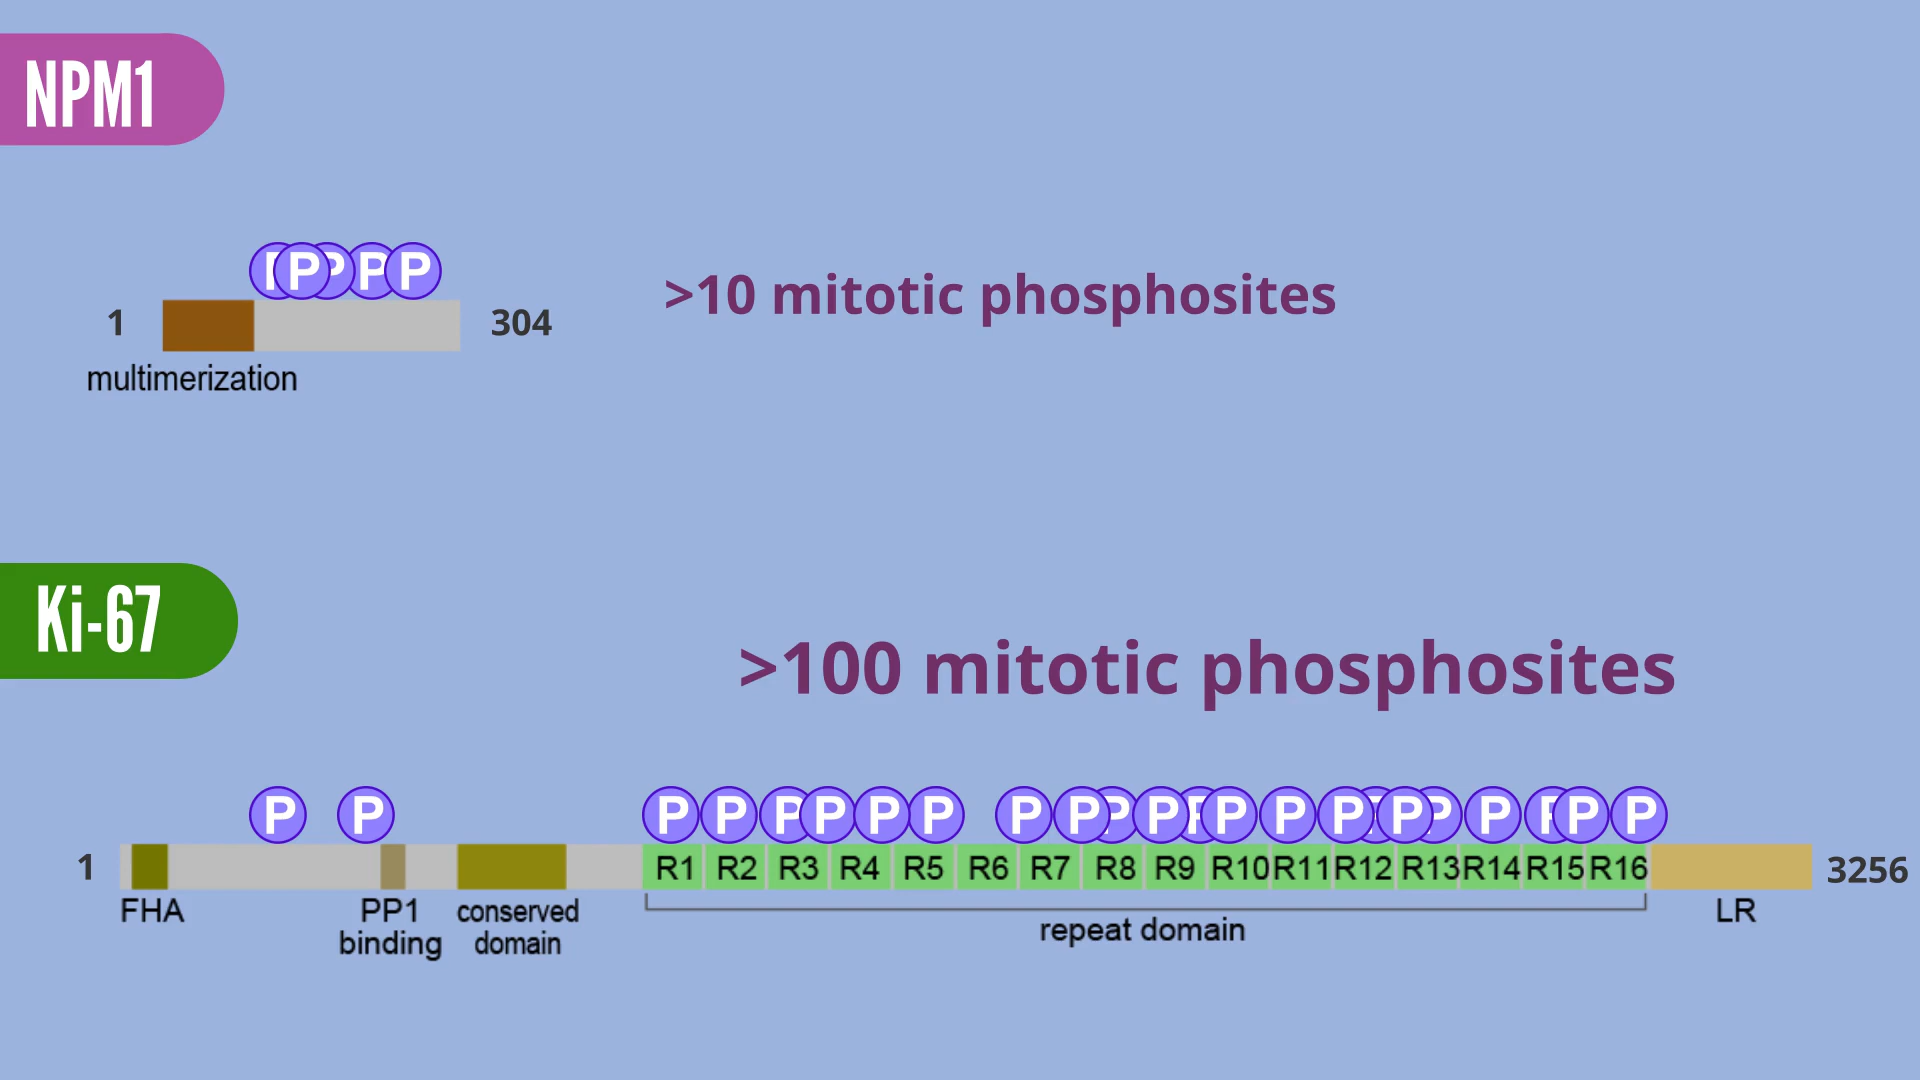 NPM1
P P P P P
>10 mitotic phosphosites
1 304
multimerization
Ki-67
>100 mitotic phosphosites
P P P P P P P P P P P P P P P P P P P P P P P
1 R1 R2 R3 R4 R5 R6 R7 R8 R9 R10 R11 R12 R13 R14 R15 R16 3256
FHA PP1 binding conserved domain LR
repeat domain